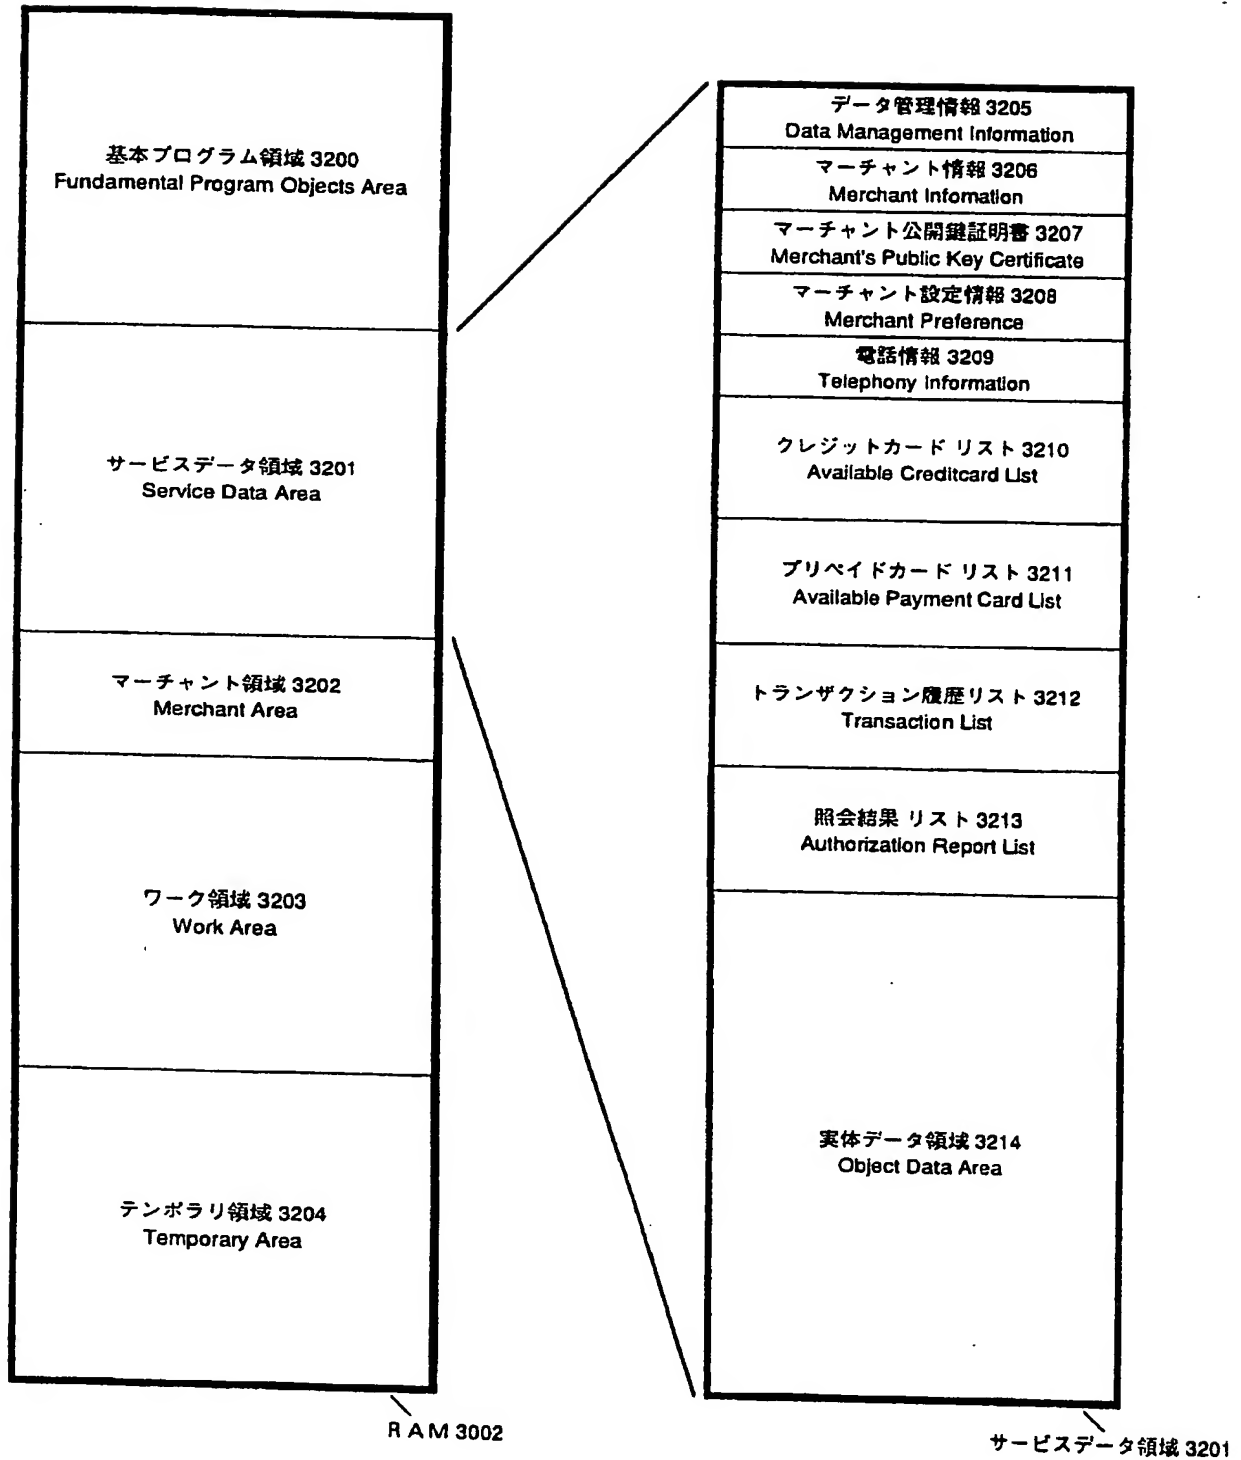 基本プログラム領域 3200
Fundamental Program Objects Area
サービスデータ領域 3201
Service Data Area
マーチャント領域 3202
Merchant Area
ワーク領域 3203
Work Area
テンポラリ領域 3204
Temporary Area
RAM 3002
データ管理情報 3205
Data Management Information
マーチャント情報 3206
Merchant Infomation
マーチャント公開鍵証明書 3207
Merchant's Public Key Certificate
マーチャント設定情報 3208
Merchant Preference
電話情報 3209
Telephony Information
クレジットカード リスト 3210
Available Creditcard List
プリペイドカード リスト 3211
Available Payment Card List
トランザクション履歴リスト 3212
Transaction List
照会結果 リスト 3213
Authorization Report List
実体データ領域 3214
Object Data Area
サービスデータ領域 3201